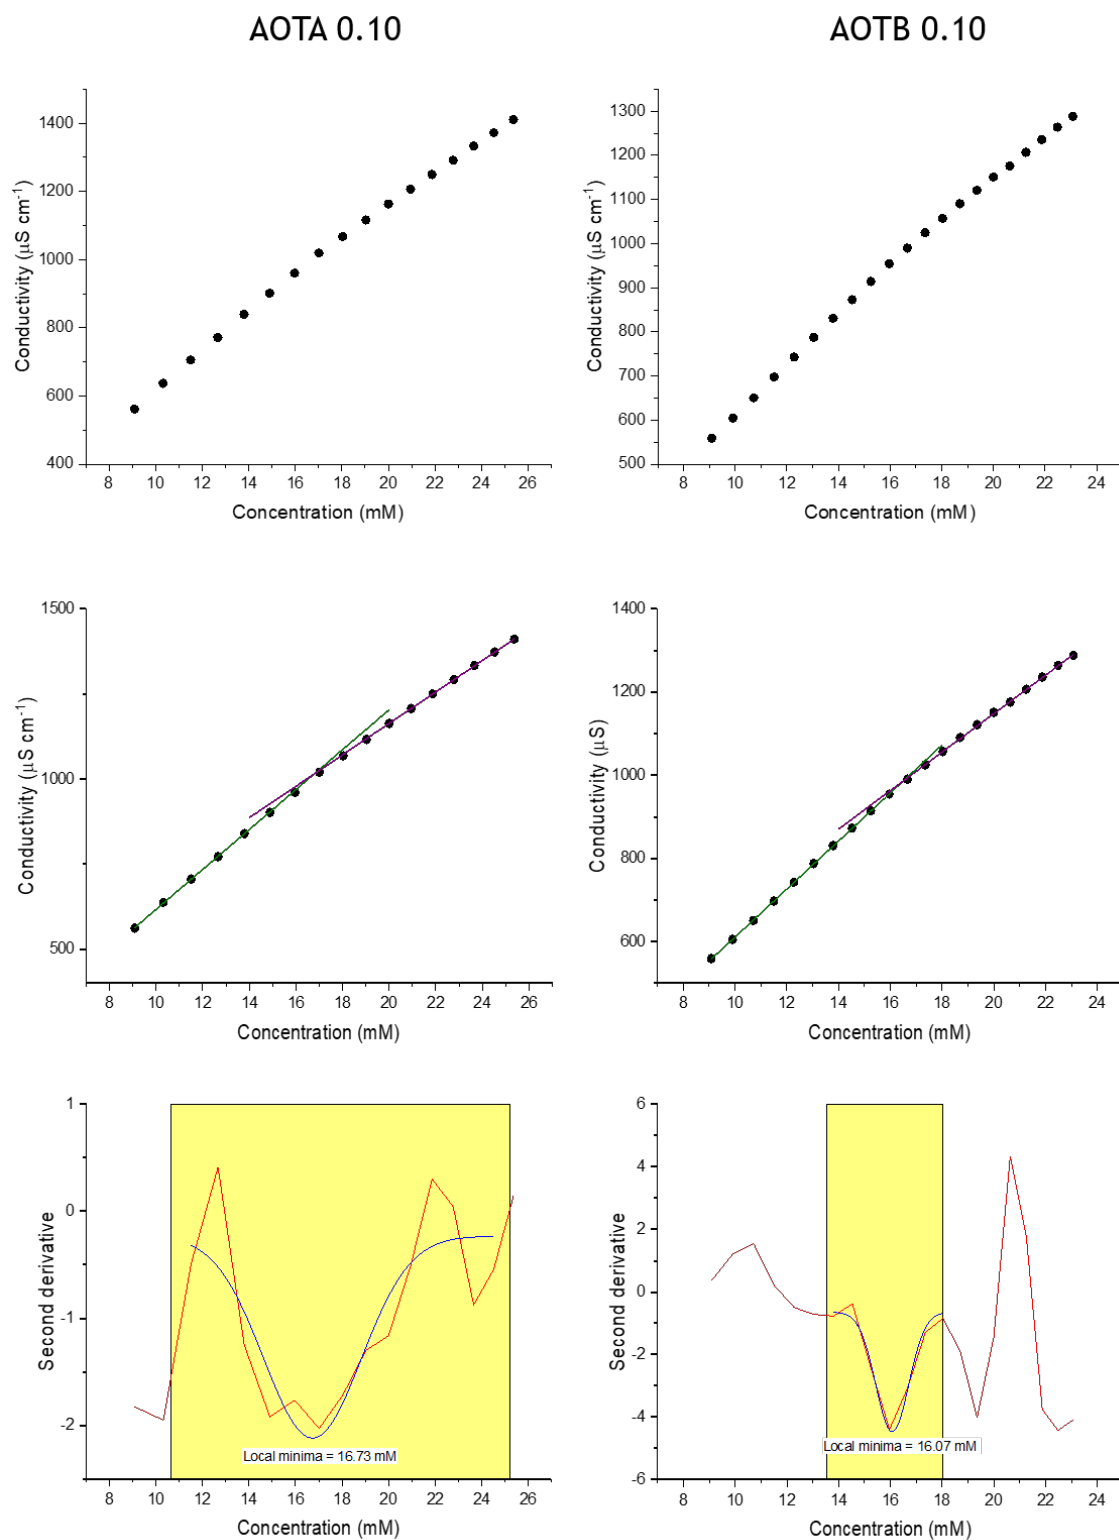 AOTA 0.10
AOTB 0.10
Conductivity (μS cm⁻¹)
1400
1200
1000
800
600
400
8 10 12 14 16 18 20 22 24 26
Concentration (mM)
Conductivity (μS cm⁻¹)
1300
1200
1100
1000
900
800
700
600
500
8 10 12 14 16 18 20 22 24
Concentration (mM)
Conductivity (μS cm⁻¹)
1500
1000
500
8 10 12 14 16 18 20 22 24 26
Concentration (mM)
Conductivity (μS)
1400
1200
1000
800
600
8 10 12 14 16 18 20 22 24
Concentration (mM)
Second derivative
1
0
-1
-2
Local minima = 16.73 mM
8 10 12 14 16 18 20 22 24 26
Concentration (mM)
Second derivative
6
4
2
0
-2
-4
-6
Local minima = 16.07 mM
8 10 12 14 16 18 20 22 24
Concentration (mM)